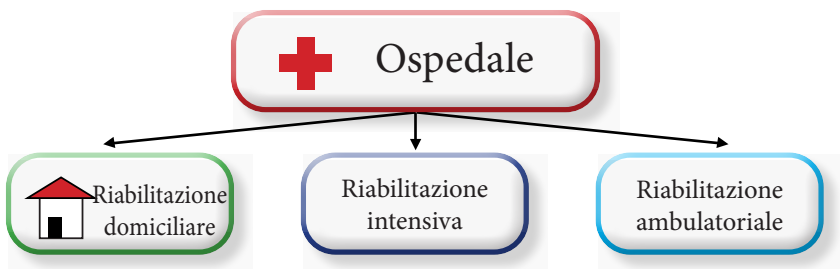 Ospedale
Riabilitazione
domiciliare
Riabilitazione
intensiva
Riabilitazione
ambulatoriale